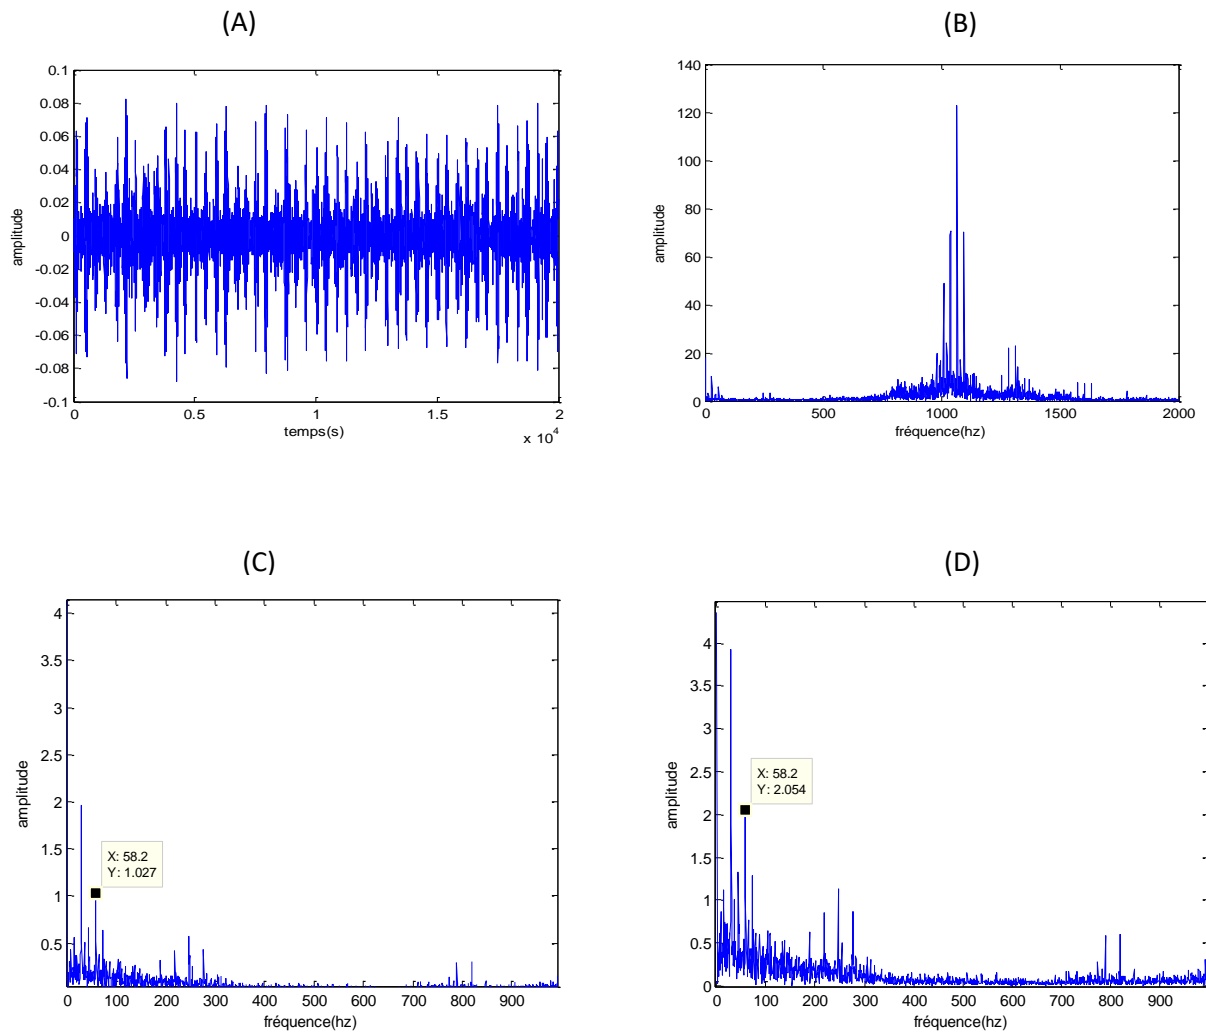 (A)
(B)
0.1
0.08
0.06
0.04
0.02
0
-0.02
-0.04
-0.06
-0.08
-0.1
amplitude
0
0.5
1
1.5
2
x 10^4
temps(s)
140
120
100
80
60
40
20
0
amplitude
0
500
1000
1500
2000
fréquence(hz)
(C)
(D)
4
3.5
3
2.5
2
1.5
1
0.5
amplitude
X: 58.2
Y: 1.027
0 100 200 300 400 500 600 700 800 900
fréquence(hz)
4
3.5
3
2.5
2
1.5
1
0.5
0
amplitude
X: 58.2
Y: 2.054
0 100 200 300 400 500 600 700 800 900
fréquence(hz)